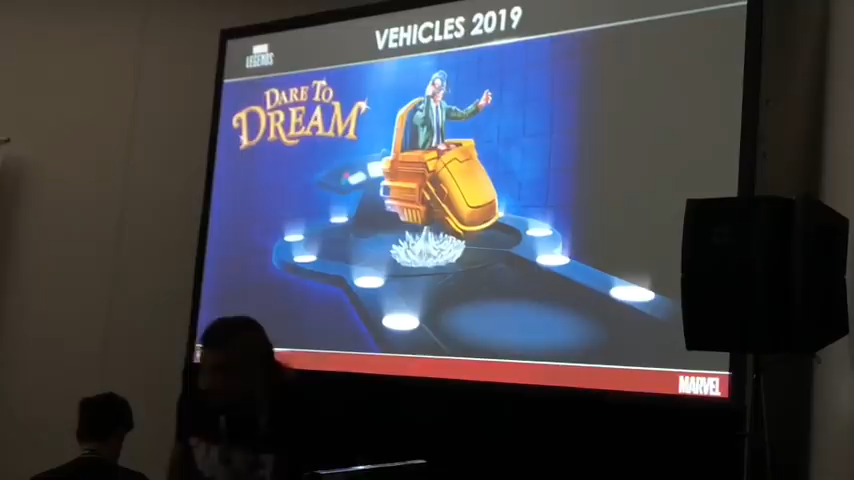 VEHICLES 2019
MARVEL
LEGENDS
DARE TO
DREAM
MARVEL